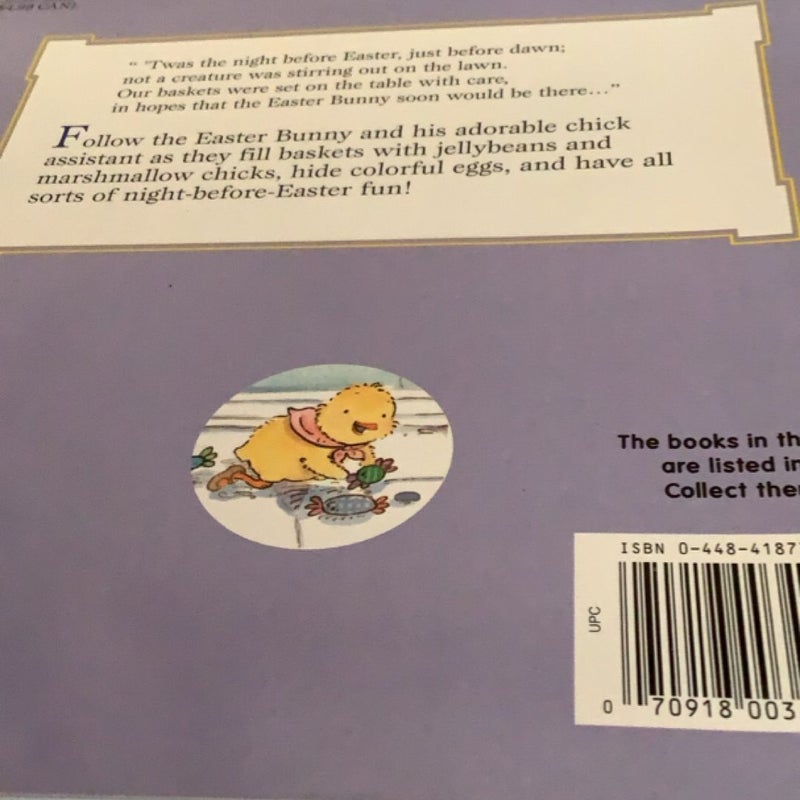 CAN)
" 'Twas the night before Easter, just before dawn;
not a creature was stirring out on the lawn.
Our baskets were set on the table with care,
in hopes that the Easter Bunny soon would be there..."
Follow the Easter Bunny and his adorable chick
assistant as they fill baskets with jellybeans and
marshmallow chicks, hide colorful eggs, and have all
sorts of night-before-Easter fun!
The books in th
are listed in
Collect the
ISBN 0-448-4187
UPC
0 70918 003